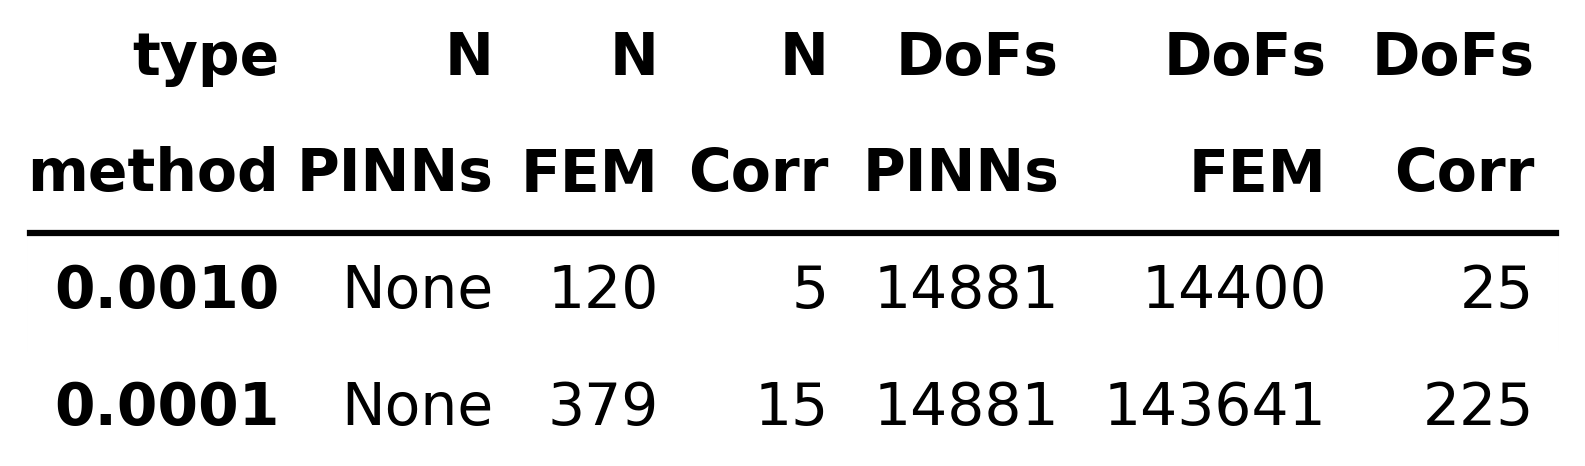 type N N N DoFs DoFs DoFs
method PINNs FEM Corr PINNs FEM Corr
0.0010 None 120 5 14881 14400 25
0.0001 None 379 15 14881 143641 225